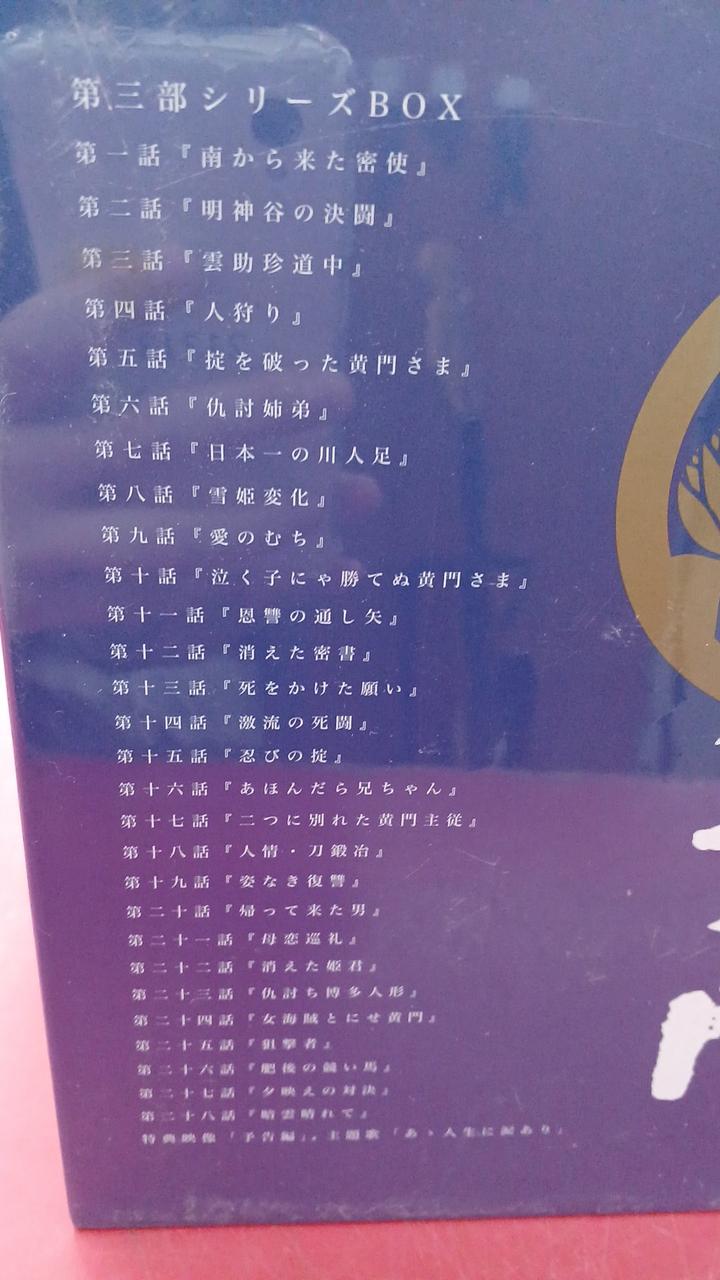 第三部シリーズBOX
第一話『南から来た密使』
第二話『明神谷の決闘』
第三話『雲助珍道中』
第四話『人狩り』
第五話『掟を破った黄門さま』
第六話『仇討姉弟』
第七話『日本一の川人足』
第八話『雪姫変化』
第九話『愛のむち』
第十話『泣く子にゃ勝てぬ黄門さま』
第十一話『恩讐の通し矢』
第十二話『消えた密書』
第十三話『死をかけた願い』
第十四話『激流の死闘』
第十五話『忍びの掟』
第十六話『あほんだら兄ちゃん』
第十七話『二つに別れた黄門主従』
第十八話『人情・刀鍛冶』
第十九話『姿なき復讐』
第二十話『帰って来た男』
第二十一話『母恋巡礼』
第二十二話『消えた姫君』
第二十三話『仇討ち博多人形』
第二十四話『女海賊とにせ黄門』
第二十五話『狙撃者』
第二十六話『肥後の競い馬』
第二十七話『夕映えの対決』
第二十八話『暗雲晴れて』
特典映像「予告編」。主題歌「あゝ人生に涙あり」
門